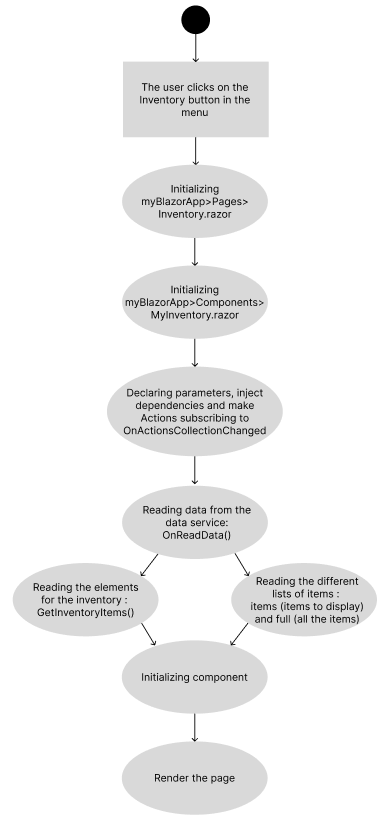 The user clicks on the
Inventory button in the
menu
Initializing
myBlazorApp>Pages>
Inventory.razor
Initializing
myBlazorApp>Components>
MyInventory.razor
Declaring parameters, inject
dependencies and make
Actions subscribing to
OnActionsCollectionChanged
Reading data from the
data service:
OnReadData()
Reading the elements
for the inventory :
GetInventoryItems()
Reading the different
lists of items :
items (items to display)
and full (all the items)
Initializing component
Render the page